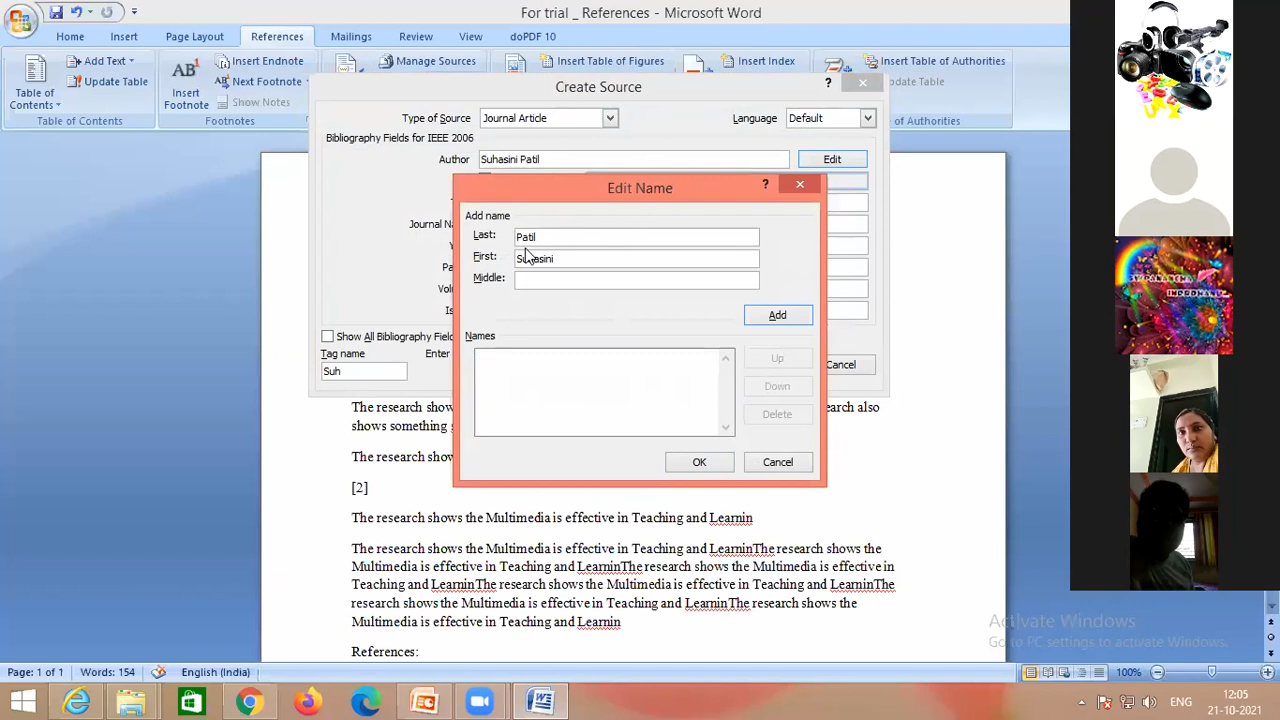 For trial _ References - Microsoft Word
Home Insert Page Layout References Mailings Review View doPDF 10
Add Text Insert Endnote Manage Sources Insert Table of Figures Insert Index Insert Table of Authorities
Update Table AB Next Footnote Update Table
Table of Contents Insert Footnote Show Notes
Table of Contents Footnotes of Authorities
Create Source
Type of Source Journal Article Language Default
Bibliography Fields for IEEE 2006
Author Suhasini Patil Edit
Edit Name
Add name
Last: Patil
First: Suhasini
Middle:
Add
Names
Up
Down
Delete
OK Cancel
Journal Na
Show All Bibliography Field
Tag name Enter
Suh
Cancel
The research show earch also
shows something
The research show
[2]
The research shows the Multimedia is effective in Teaching and Learnin
The research shows the Multimedia is effective in Teaching and LearninThe research shows the
Multimedia is effective in Teaching and LearninThe research shows the Multimedia is effective in
Teaching and LearninThe research shows the Multimedia is effective in Teaching and LearninThe
research shows the Multimedia is effective in Teaching and LearninThe research shows the
Multimedia is effective in Teaching and Learnin
References:
Activate Windows
Go to PC settings to activate Windows.
Page: 1 of 1 Words: 154 English (India) 100%
ENG
12:05
21-10-2021